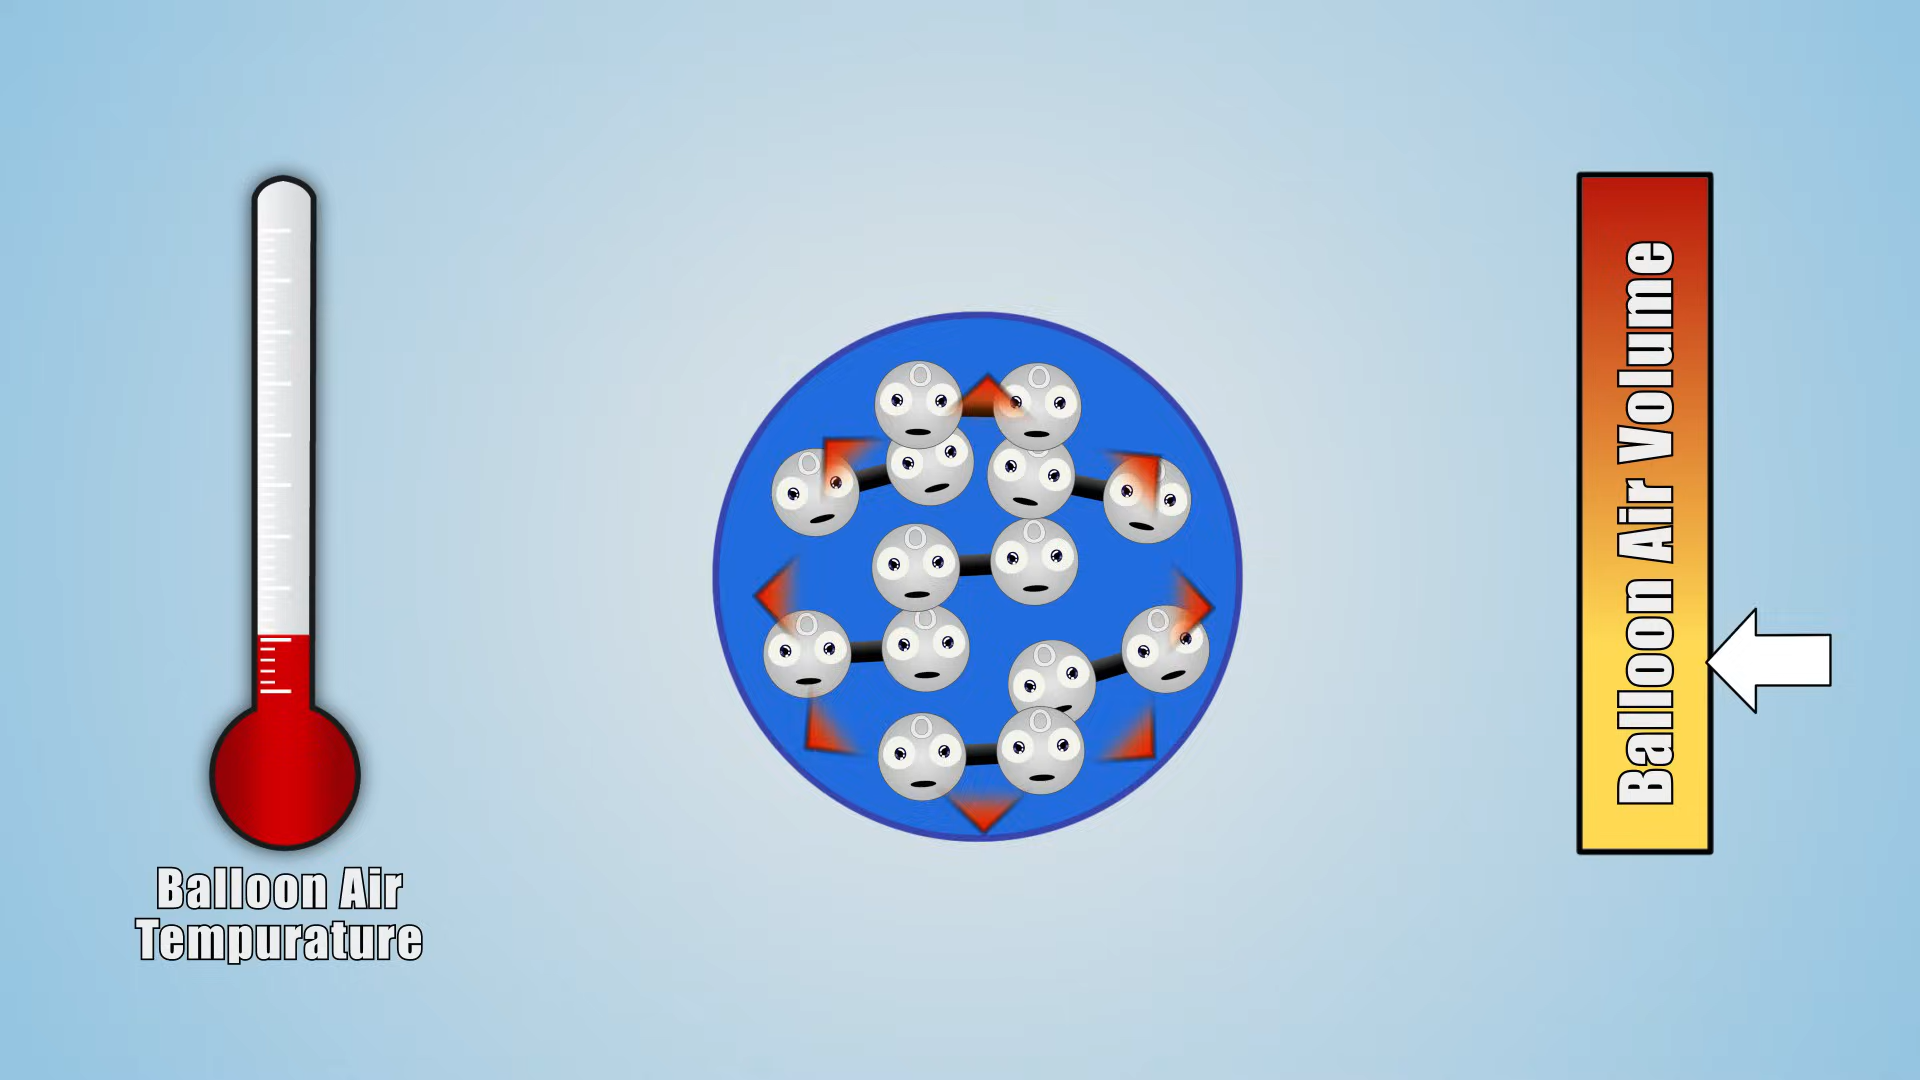 O O
O
O O
O O O
O
O O
Balloon Air
Tempurature
Balloon Air Volume